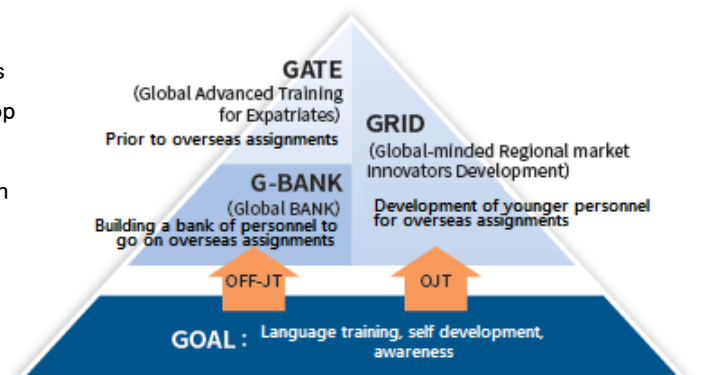 s
op
n
GATE
(Global Advanced Training
for Expatriates)
Prior to overseas assignments
G-BANK
(Global BANK)
Building a bank of personnel to
go on overseas assignments
GRID
(Global-minded Regional market
Innovators Development)
Development of younger personnel
for overseas assignments
OFF-JT
OJT
GOAL : Language training, self development,
awareness